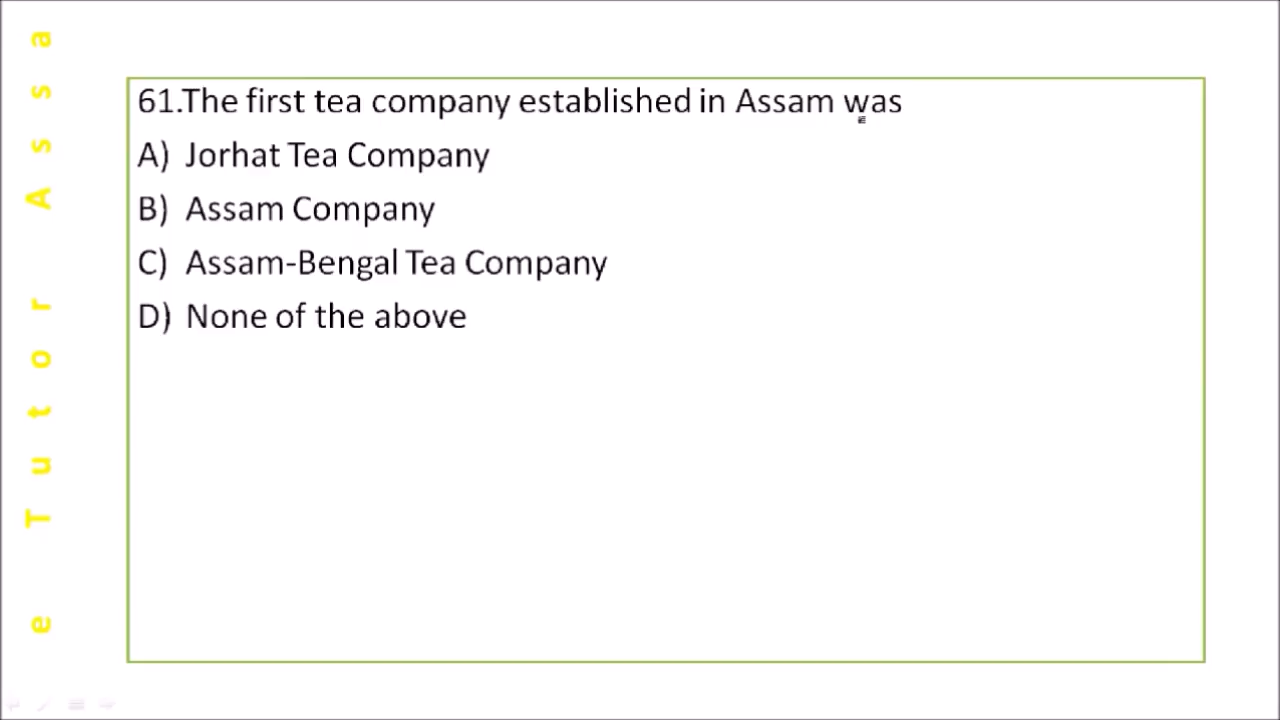 61.The first tea company established in Assam was
A) Jorhat Tea Company
B) Assam Company
C) Assam-Bengal Tea Company
D) None of the above
e Tutor Assa